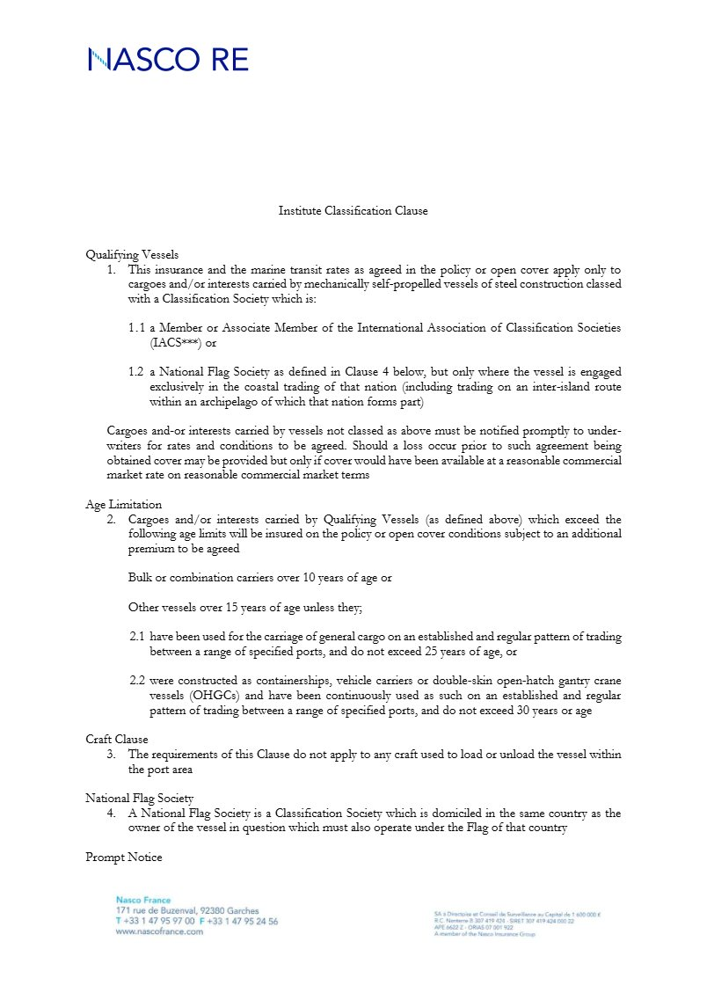 NASCO RE
Institute Classification Clause
Qualifying Vessels
1. This insurance and the marine transit rates as agreed in the policy or open cover apply only to
cargoes and/or interests carried by mechanically self-propelled vessels of steel construction classed
with a Classification Society which is:
1.1 a Member or Associate Member of the International Association of Classification Societies
(IACS***) or
1.2 a National Flag Society as defined in Clause 4 below, but only where the vessel is engaged
exclusively in the coastal trading of that nation (including trading on an inter-island route
within an archipelago of which that nation forms part)
Cargoes and-or interests carried by vessels not classed as above must be notified promptly to under-
writers for rates and conditions to be agreed. Should a loss occur prior to such agreement being
obtained cover may be provided but only if cover would have been available at a reasonable commercial
market rate on reasonable commercial market terms
Age Limitation
2. Cargoes and/or interests carried by Qualifying Vessels (as defined above) which exceed the
following age limits will be insured on the policy or open cover conditions subject to an additional
premium to be agreed
Bulk or combination carriers over 10 years of age or
Other vessels over 15 years of age unless they;
2.1 have been used for the carriage of general cargo on an established and regular pattern of trading
between a range of specified ports, and do not exceed 25 years of age, or
2.2 were constructed as containerships, vehicle carriers or double-skin open-hatch gantry crane
vessels (OHGCs) and have been continuously used as such on an established and regular
pattern of trading between a range of specified ports, and do not exceed 30 years or age
Craft Clause
3. The requirements of this Clause do not apply to any craft used to load or unload the vessel within
the port area
National Flag Society
4. A National Flag Society is a Classification Society which is domiciled in the same country as the
owner of the vessel in question which must also operate under the Flag of that country
Prompt Notice
Nasco France
171 rue de Buzenval, 92380 Garches
T +33 1 47 95 97 00 F +33 1 47 95 24 56
www.nascofrance.com
SA à Directoire et Conseil de Surveillance au Capital de 1 600 000 €
R.C. Nanterre B 307 419 424 - SIRET 307 419 424 000 22
APE 6622 Z - ORIAS 07 001 922
A member of the Nasco Insurance Group